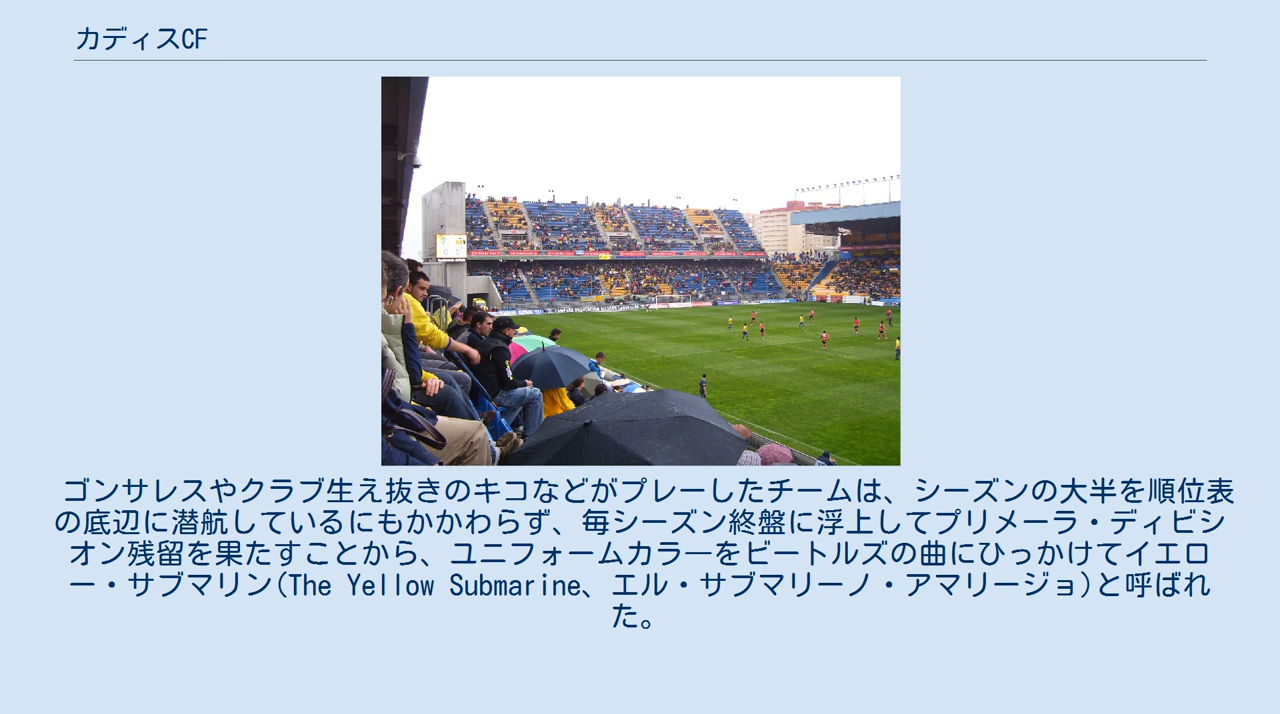 カディスCF
ゴンサレスやクラブ生え抜きのキコなどがプレーしたチームは、シーズンの大半を順位表
の底辺に潜航しているにもかかわらず、毎シーズン終盤に浮上してプリメーラ・ディビシ
オン残留を果たすことから、ユニフォームカラ―をビートルズの曲にひっかけてイエロ
ー・サブマリン(The Yellow Submarine、エル・サブマリーノ・アマリージョ)と呼ばれ
た。